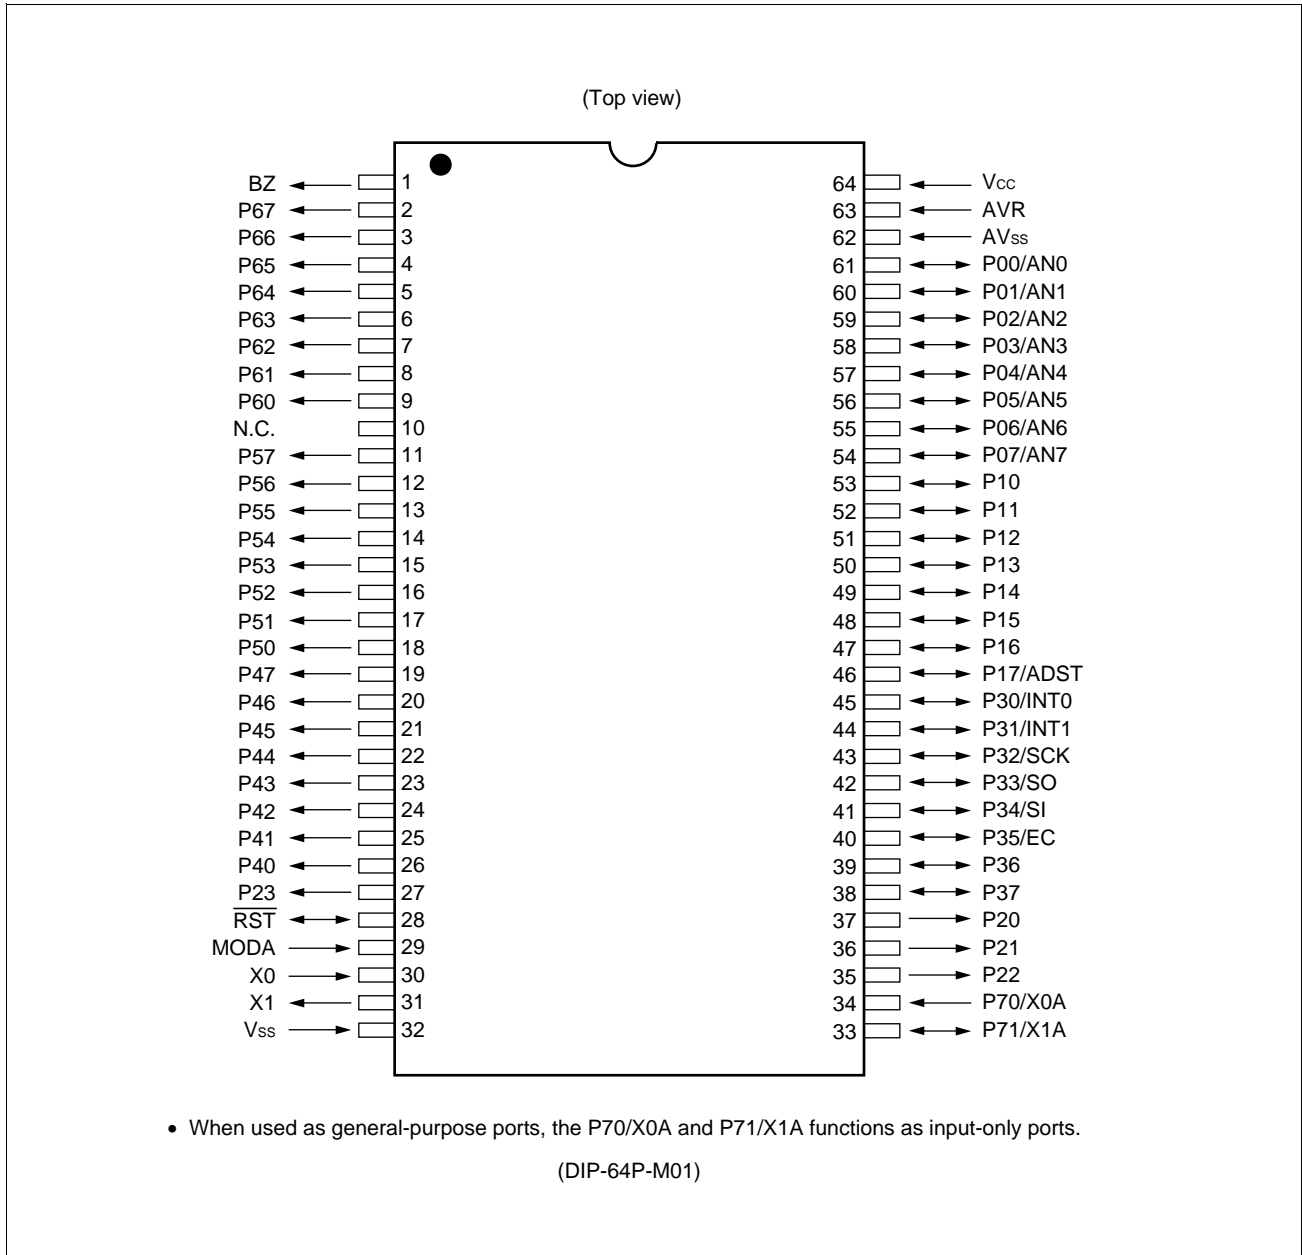 (Top view)
BZ 1 64 Vcc
P67 2 63 AVR
P66 3 62 AVss
P65 4 61 P00/AN0
P64 5 60 P01/AN1
P63 6 59 P02/AN2
P62 7 58 P03/AN3
P61 8 57 P04/AN4
P60 9 56 P05/AN5
N.C. 10 55 P06/AN6
P57 11 54 P07/AN7
P56 12 53 P10
P55 13 52 P11
P54 14 51 P12
P53 15 50 P13
P52 16 49 P14
P51 17 48 P15
P50 18 47 P16
P47 19 46 P17/ADST
P46 20 45 P30/INT0
P45 21 44 P31/INT1
P44 22 43 P32/SCK
P43 23 42 P33/SO
P42 24 41 P34/SI
P41 25 40 P35/EC
P40 26 39 P36
P23 27 38 P37
RST 28 37 P20
MODA 29 36 P21
X0 30 35 P22
X1 31 34 P70/X0A
Vss 32 33 P71/X1A
• When used as general-purpose ports, the P70/X0A and P71/X1A functions as input-only ports.
(DIP-64P-M01)